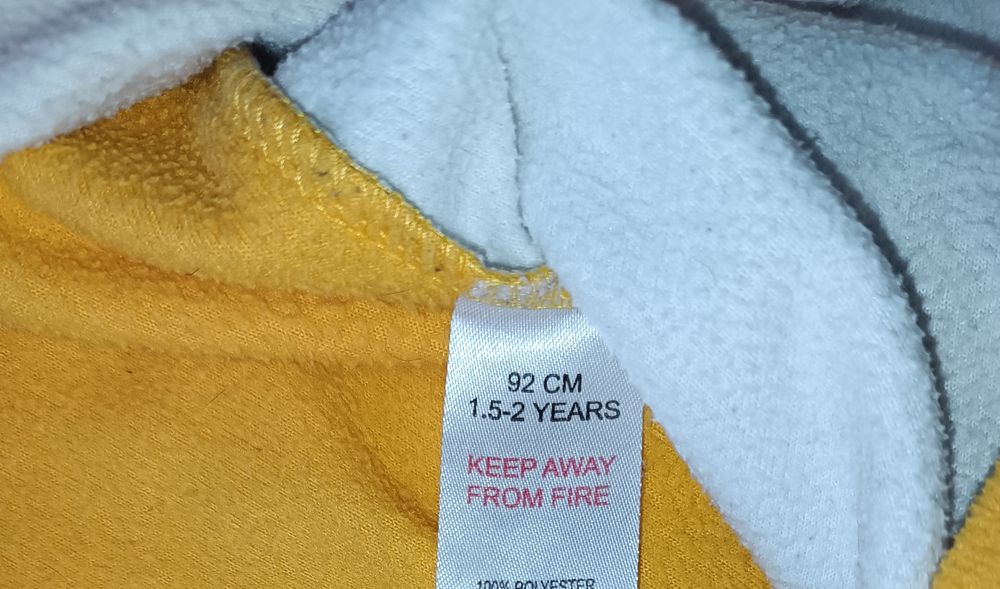 92 CM
1.5-2 YEARS
KEEP AWAY
FROM FIRE
100% POLYESTER